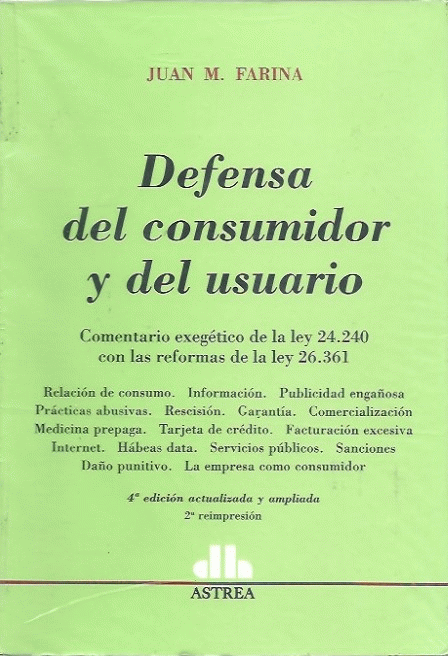 JUAN M. FARINA
Defensa
del consumidor
y del usuario
Comentario exegético de la ley 24.240
con las reformas de la ley 26.361
Relación de consumo. Información. Publicidad engañosa
Prácticas abusivas. Rescisión. Garantía. Comercialización
Medicina prepaga. Tarjeta de crédito. Facturación excesiva
Internet. Hábeas data. Servicios públicos. Sanciones
Daño punitivo. La empresa como consumidor
4ª edición actualizada y ampliada
2ª reimpresión
ASTREA